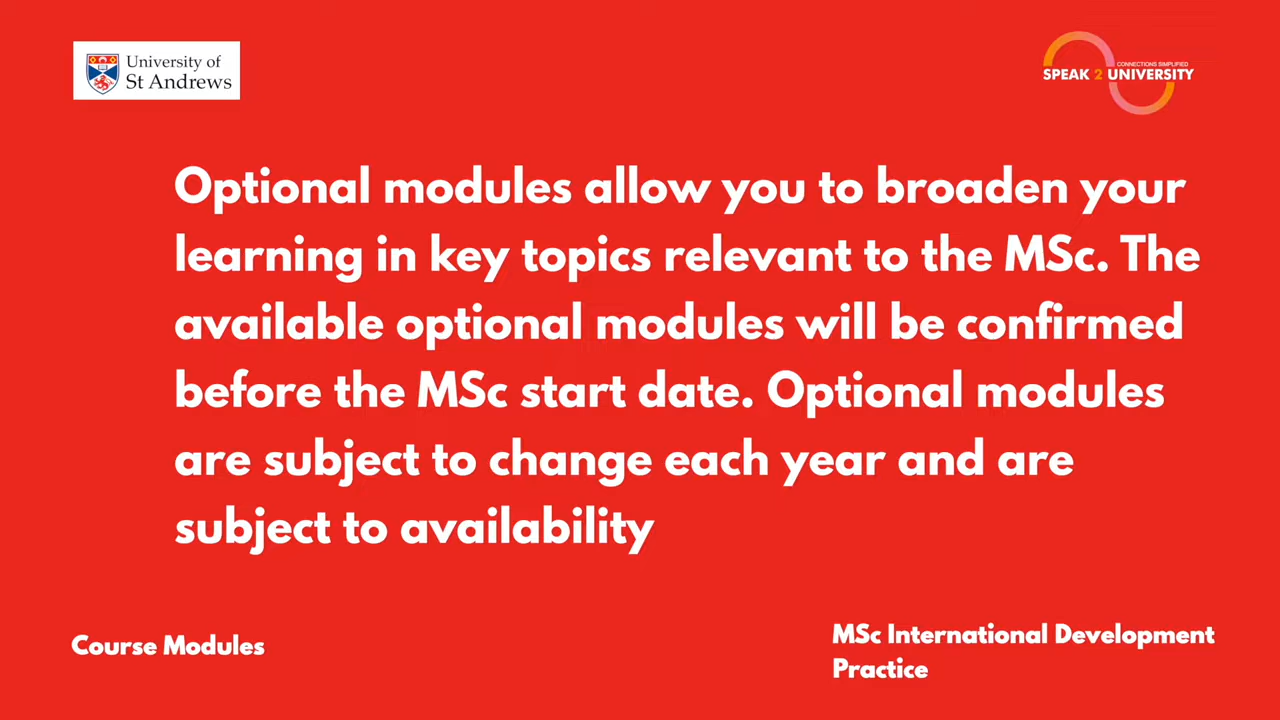 University of
St Andrews
CONNECTIONS SIMPLIFIED
SPEAK 2 UNIVERSITY
Optional modules allow you to broaden your
learning in key topics relevant to the MSc. The
available optional modules will be confirmed
before the MSc start date. Optional modules
are subject to change each year and are
subject to availability
Course Modules
MSc International Development
Practice